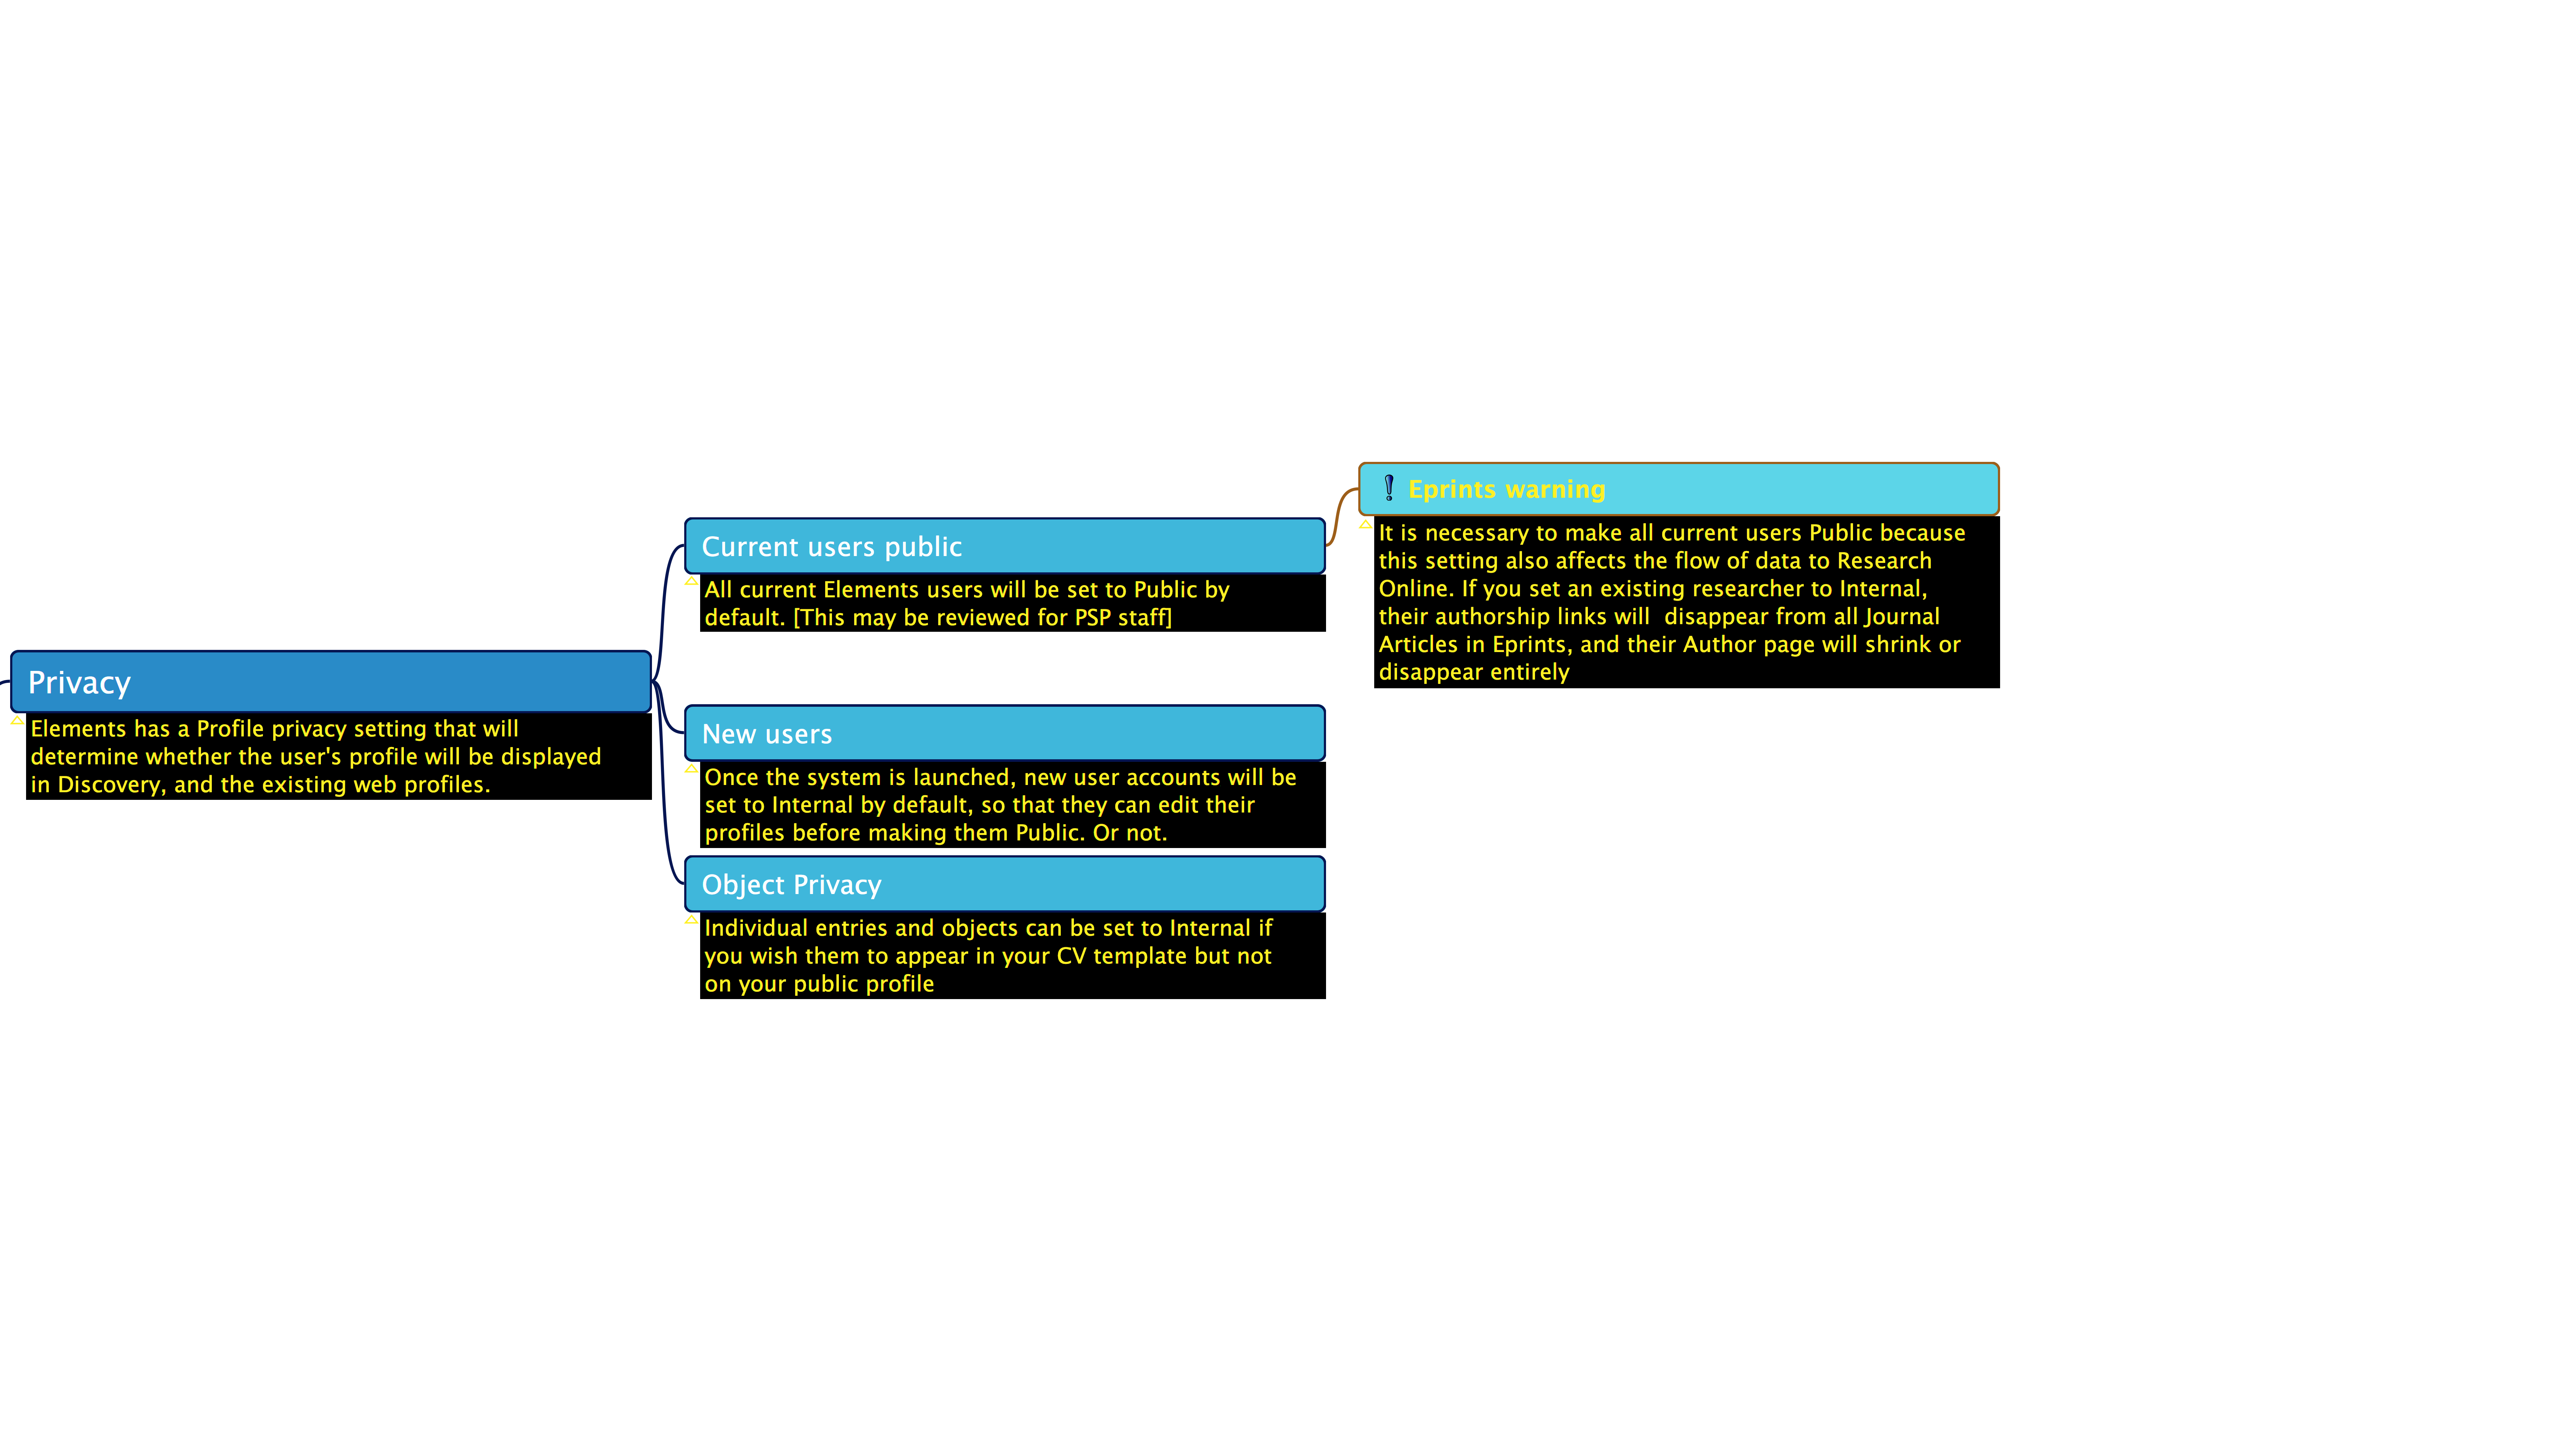 Privacy
Elements has a Profile privacy setting that will
determine whether the user's profile will be displayed
in Discovery, and the existing web profiles.
Current users public
All current Elements users will be set to Public by
default. [This may be reviewed for PSP staff]
Eprints warning
It is necessary to make all current users Public because
this setting also affects the flow of data to Research
Online. If you set an existing researcher to Internal,
their authorship links will  disappear from all Journal
Articles in Eprints, and their Author page will shrink or
disappear entirely
New users
Once the system is launched, new user accounts will be
set to Internal by default, so that they can edit their
profiles before making them Public. Or not.
Object Privacy
Individual entries and objects can be set to Internal if
you wish them to appear in your CV template but not
on your public profile